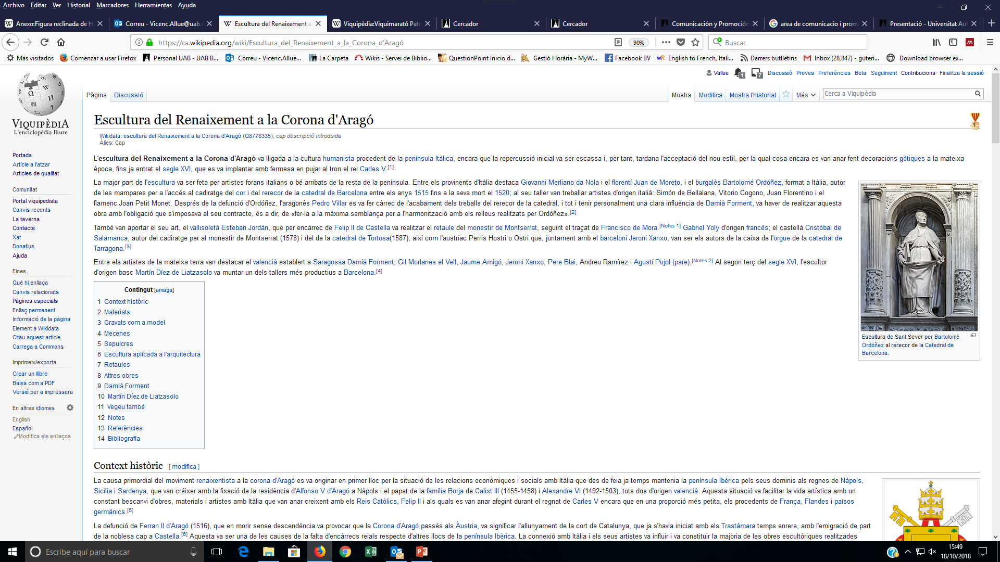 Archivo Editar Ver Historial Marcadores Herramientas Ayuda
Anexo:Figura reclinada de H
Correu - Vicenc.Allue@uab.
Escultura del Renaixement a
Viquipèdia:Viquimarató Pat
Cercador
Cercador
Comunicación y Promoción
area de comunicacio i prom
Presentació - Universitat Au
https://ca.wikipedia.org/wiki/Escultura_del_Renaixement_a_la_Corona_d'Aragó
90%
Buscar
Más visitados
Comenzar a usar Firefox
Personal UAB - UAB B...
Correu - Vicenc.Allue...
La Carpeta
Wikis - Servei de Biblio...
QuestionPoint Inicio d...
Gestió Horària - MyW...
Facebook BV
English to French, Itali...
Darrers butlletins
Inbox (28,847) - guten...
Download browser ex...
Vallue 1 7 Discussió Proves Preferències Beta Seguiment Contribucions Finalitza la sessió
Pàgina Discussió
Mostra Modifica Mostra l'historial Més
Cerca a Viquipèdia
VIQUIPÈDIA
L'enciclopèdia lliure
Portada
Article a l'atzar
Articles de qualitat
Comunitat
Portal viquipedista
Canvis recents
La taverna
Contacte
Xat
Donatius
Ajuda
Eines
Què hi enllaça
Canvis relacionats
Pàgines especials
Enllaç permanent
Informació de la pàgina
Element a Wikidata
Citau aquest article
Carrega a Commons
Imprimeix/exporta
Crear un llibre
Baixa com a PDF
Versió per a impressora
En altres idiomes
English
Español
Modifica els enllaços
Escultura del Renaixement a la Corona d'Aragó
Wikidata: escultura del Renaixement a la Corona d'Aragó (Q8778335), cap descripció introduïda
Àlies: Cap
L'escultura del Renaixement a la Corona d'Aragó va lligada a la cultura humanista procedent de la península Itàlica, encara que la repercussió inicial va ser escassa i, per tant, tardana l'acceptació del nou estil, per la qual cosa encara es van anar fent decoracions gòtiques a la mateixa
època, fins ja entrat el segle XVI, que es va implantar amb fermesa en pujar al tron el rei Carles V.[1]
La major part de l'escultura va ser feta per artistes forans italians o bé arribats de la resta de la península. Entre els provinents d'Itàlia destaca Giovanni Merliano da Nola i el florentí Juan de Moreto, i el burgalès Bartolomé Ordóñez, format a Itàlia, autor
de les mampares per a l'accés al cadiratge del cor i del rerecor de la catedral de Barcelona entre els anys 1515 fins a la seva mort el 1520; al seu taller van treballar artistes d'origen italià: Simón de Bellalana, Vitorio Cogono, Juan Florentino i el
flamenc Joan Petit Monet. Després de la defunció d'Ordóñez, l'aragonès Pedro Villar es va fer càrrec de l'acabament dels treballs del rerecor de la catedral, i tot i tenir personalment una clara influència de Damià Forment, va haver de realitzar aquesta
obra amb l'obligació que s'imposava al seu contracte, és a dir, de «fer-la a la màxima semblança per a l'harmonització amb els relleus realitzats per Ordóñez».[2]
També van aportar el seu art, el vallisoletà Esteban Jordán, que per encàrrec de Felip II de Castella va realitzar el retaule del monestir de Montserrat, seguint el traçat de Francisco de Mora.[Notes 1] Gabriel Yoly d'origen francès; el castellà Cristóbal de
Salamanca, autor del cadiratge per al monestir de Montserrat (1578) i del de la catedral de Tortosa(1587); així com l'austríac Perris Hostri o Ostri que, juntament amb el barceloní Jeroni Xanxo, van ser els autors de la caixa de l'orgue de la catedral de
Tarragona.[3]
Entre els artistes de la mateixa terra van destacar el valencià establert a Saragossa Damià Forment, Gil Morlanes el Vell, Jaume Amigó, Jeroni Xanxo, Pere Blai, Andreu Ramírez i Agustí Pujol (pare).[Notes 2] Al segon terç del segle XVI, l'escultor
d'origen basc Martín Díez de Liatzasolo va muntar un dels tallers més productius a Barcelona.[4]
Escultura de Sant Sever per Bartolomé
Ordóñez al rerecor de la Catedral de
Barcelona.
Contingut [amaga]
1 Context històric
2 Materials
3 Gravats com a model
4 Mecenes
5 Sepulcres
6 Escultura aplicada a l'arquitectura
7 Retaules
8 Altres obres
9 Damià Forment
10 Martín Díez de Liatzasolo
11 Vegeu també
12 Notes
13 Referències
14 Bibliografia
Context històric [ modifica ]
La causa primordial del moviment renaixentista a la corona d'Aragó es va originar en primer lloc per la situació de les relacions econòmiques i socials amb Itàlia que des de feia ja temps mantenia la península Ibèrica pels seus dominis als regnes de Nàpols,
Sicília i Sardenya, que van créixer amb la fixació de la residència d'Alfonso V d'Aragó a Nàpols i el papat de la família Borja de Calixt III (1455-1458) i Alexandre VI (1492-1503), tots dos d'origen valencià. Aquesta situació va facilitar la vida artística amb un
constant bescanvi d'obres, materials i artistes amb Itàlia que van anar creixent amb els Reis Catòlics, Felip II i als quals es van anar afegint durant el regnat de Carles V encara que en una proporció més petita, els procedents de França, Flandes i països
germànics.[5]
La defunció de Ferran II d'Aragó (1516), que en morir sense descendència va provocar que la Corona d'Aragó passés als Àustria, va significar l'allunyament de la cort de Catalunya, que ja s'havia iniciat amb els Trastàmara temps enrere, amb l'emigració de part
de la noblesa cap a Castella.[6] Aquesta va ser una de les causes de la falta d'encàrrecs reials respecte d'altres llocs de la península Ibèrica. La connexió amb Itàlia i els seus artistes va influir i va constituir la majoria de les obres escultòriques realitzades
Escribe aquí para buscar
15:49
18/10/2018